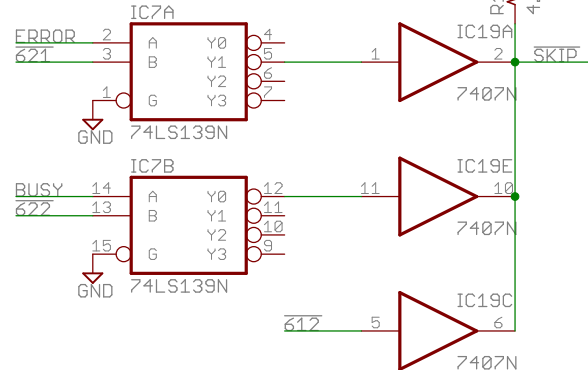 IC7A
ERROR 2 A Y0 4
621 3 B Y1 5
Y2 6
1 G Y3 7
GND
74LS139N
IC19A
1 2 SKIP
7407N
IC7B
BUSY 14 A Y0 12
622 13 B Y1 11
Y2 10
15 G Y3 9
GND
74LS139N
IC19E
11 10
7407N
IC19C
612 5 6
7407N